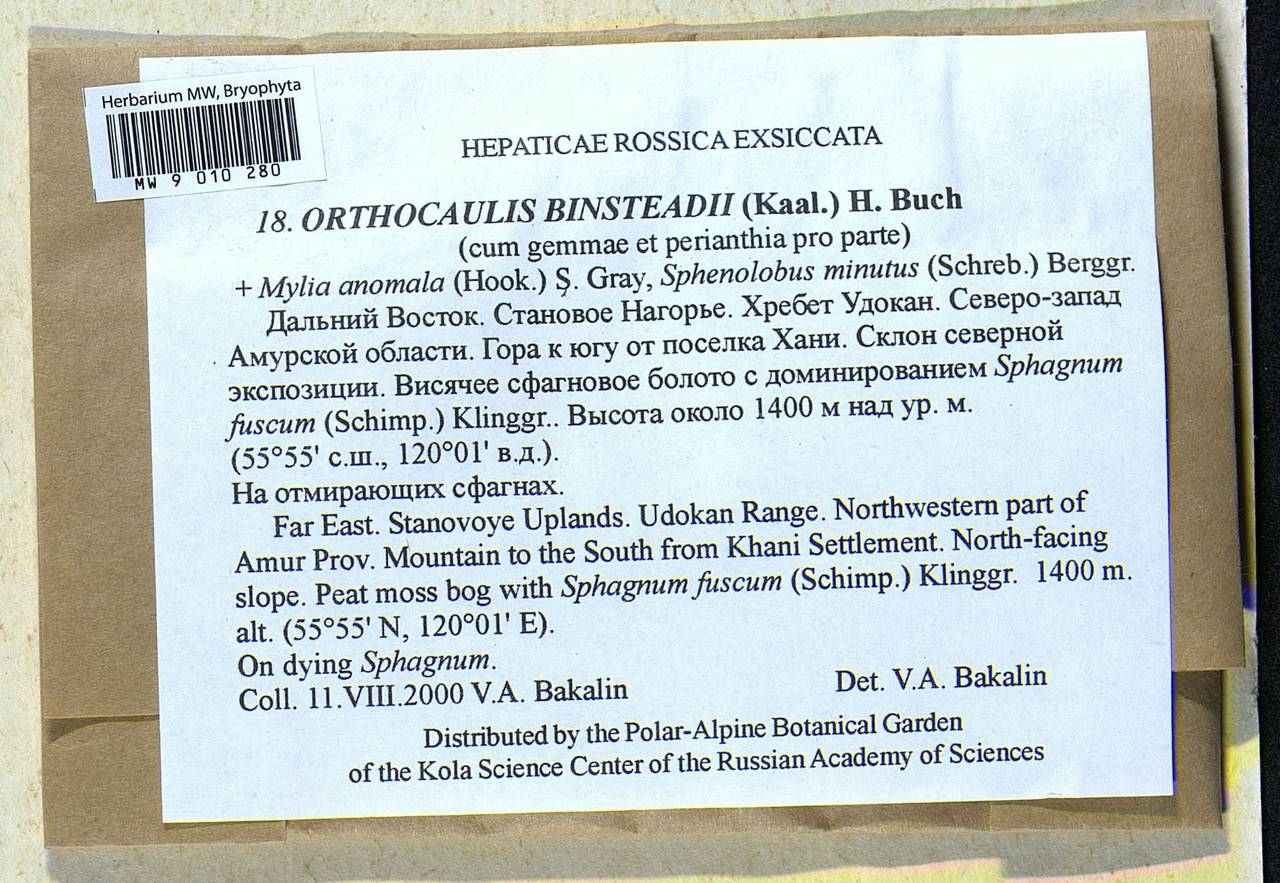 Herbarium MW, Bryophyta
MW 9 010 280
HEPATICAE ROSSICA EXSICCATA
18. ORTHOCAULIS BINSTEADII (Kaal.) H. Buch
(cum gemmae et perianthia pro parte)
+ Mylia anomala (Hook.) Ş. Gray, Sphenolobus minutus (Schreb.) Berggr.
Дальний Восток. Становое Нагорье. Хребет Удокан. Северо-запад
Амурской области. Гора к югу от поселка Хани. Склон северной
экспозиции. Висячее сфагновое болото с доминированием Sphagnum
fuscum (Schimp.) Klinggr.. Высота около 1400 м над ур. м.
(55°55' с.ш., 120°01' в.д.).
На отмирающих сфагнах.
Far East. Stanovoye Uplands. Udokan Range. Northwestern part of
Amur Prov. Mountain to the South from Khani Settlement. North-facing
slope. Peat moss bog with Sphagnum fuscum (Schimp.) Klinggr. 1400 m.
alt. (55°55' N, 120°01' E).
On dying Sphagnum.
Coll. 11.VIII.2000 V.A. Bakalin Det. V.A. Bakalin
Distributed by the Polar-Alpine Botanical Garden
of the Kola Science Center of the Russian Academy of Sciences